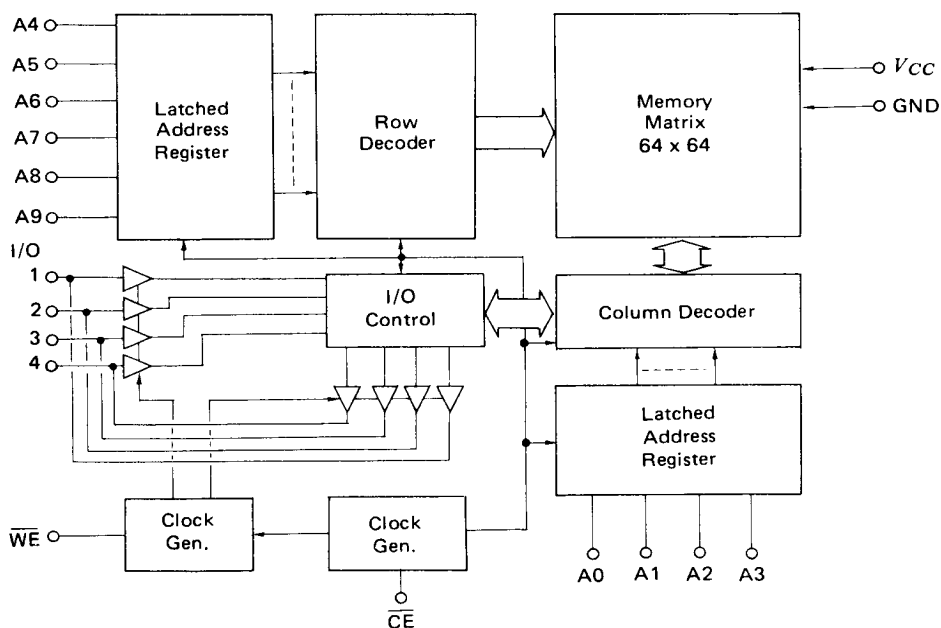 A4
A5
A6
A7
A8
A9
Latched
Address
Register
Row
Decoder
Memory
Matrix
64 x 64
VCC
GND
I/O
1
2
3
4
I/O
Control
Column Decoder
Latched
Address
Register
WE
Clock
Gen.
Clock
Gen.
CE
A0
A1
A2
A3